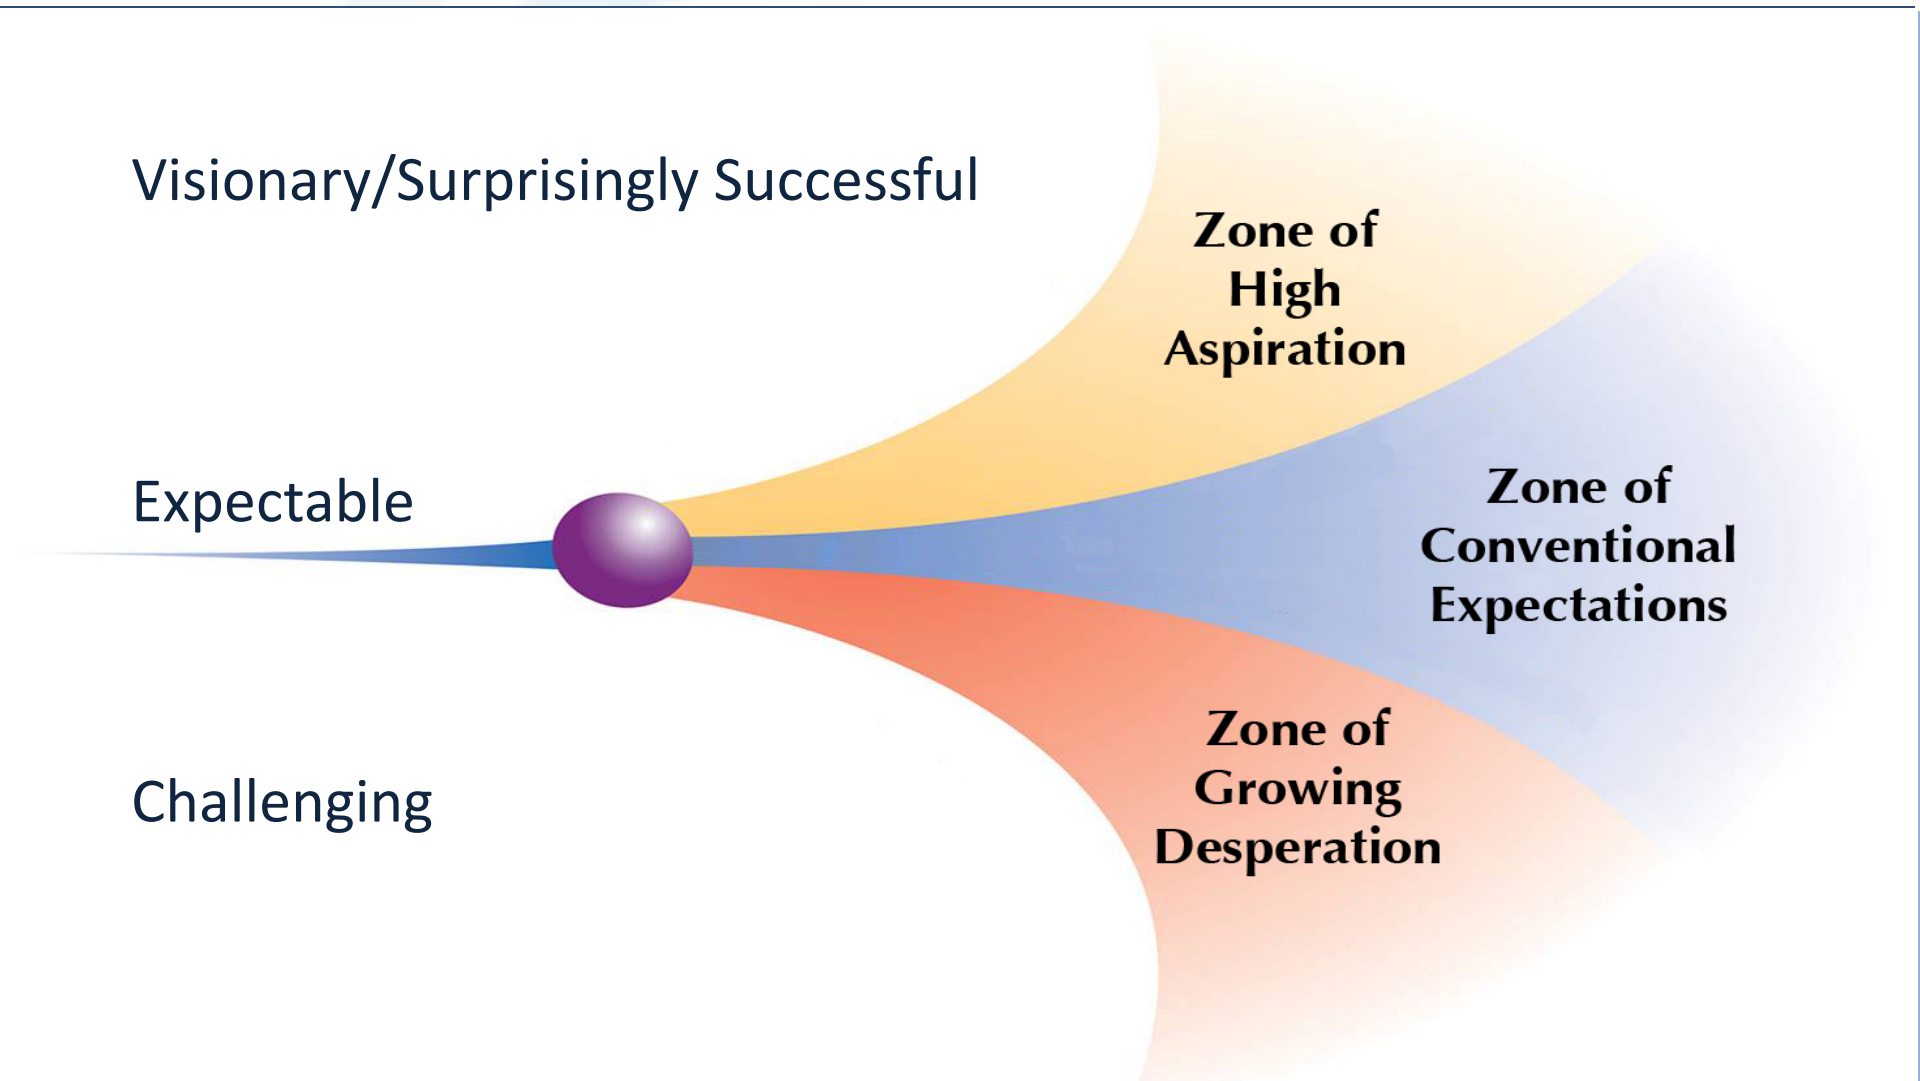 Visionary/Surprisingly Successful
Zone of
High
Aspiration
Expectable
Zone of
Conventional
Expectations
Challenging
Zone of
Growing
Desperation